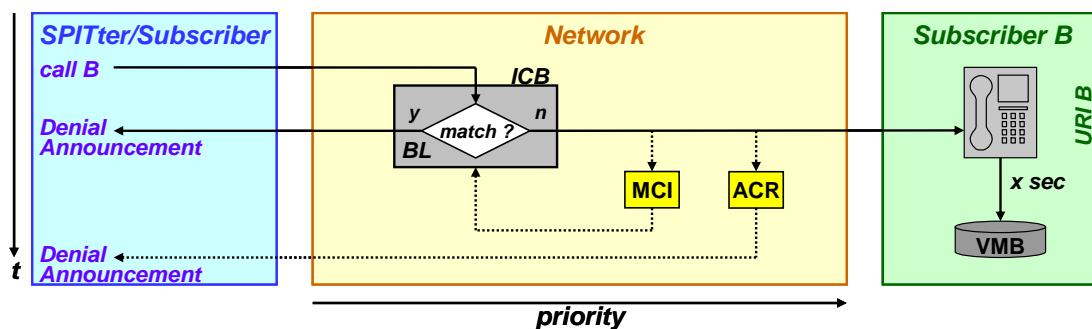 SPITter/Subscriber
Network
Subscriber B
call B
ICB
y
n
match ?
BL
Denial
Announcement
URI B
MCI
ACR
x sec
VMB
Denial
Announcement
t
priority